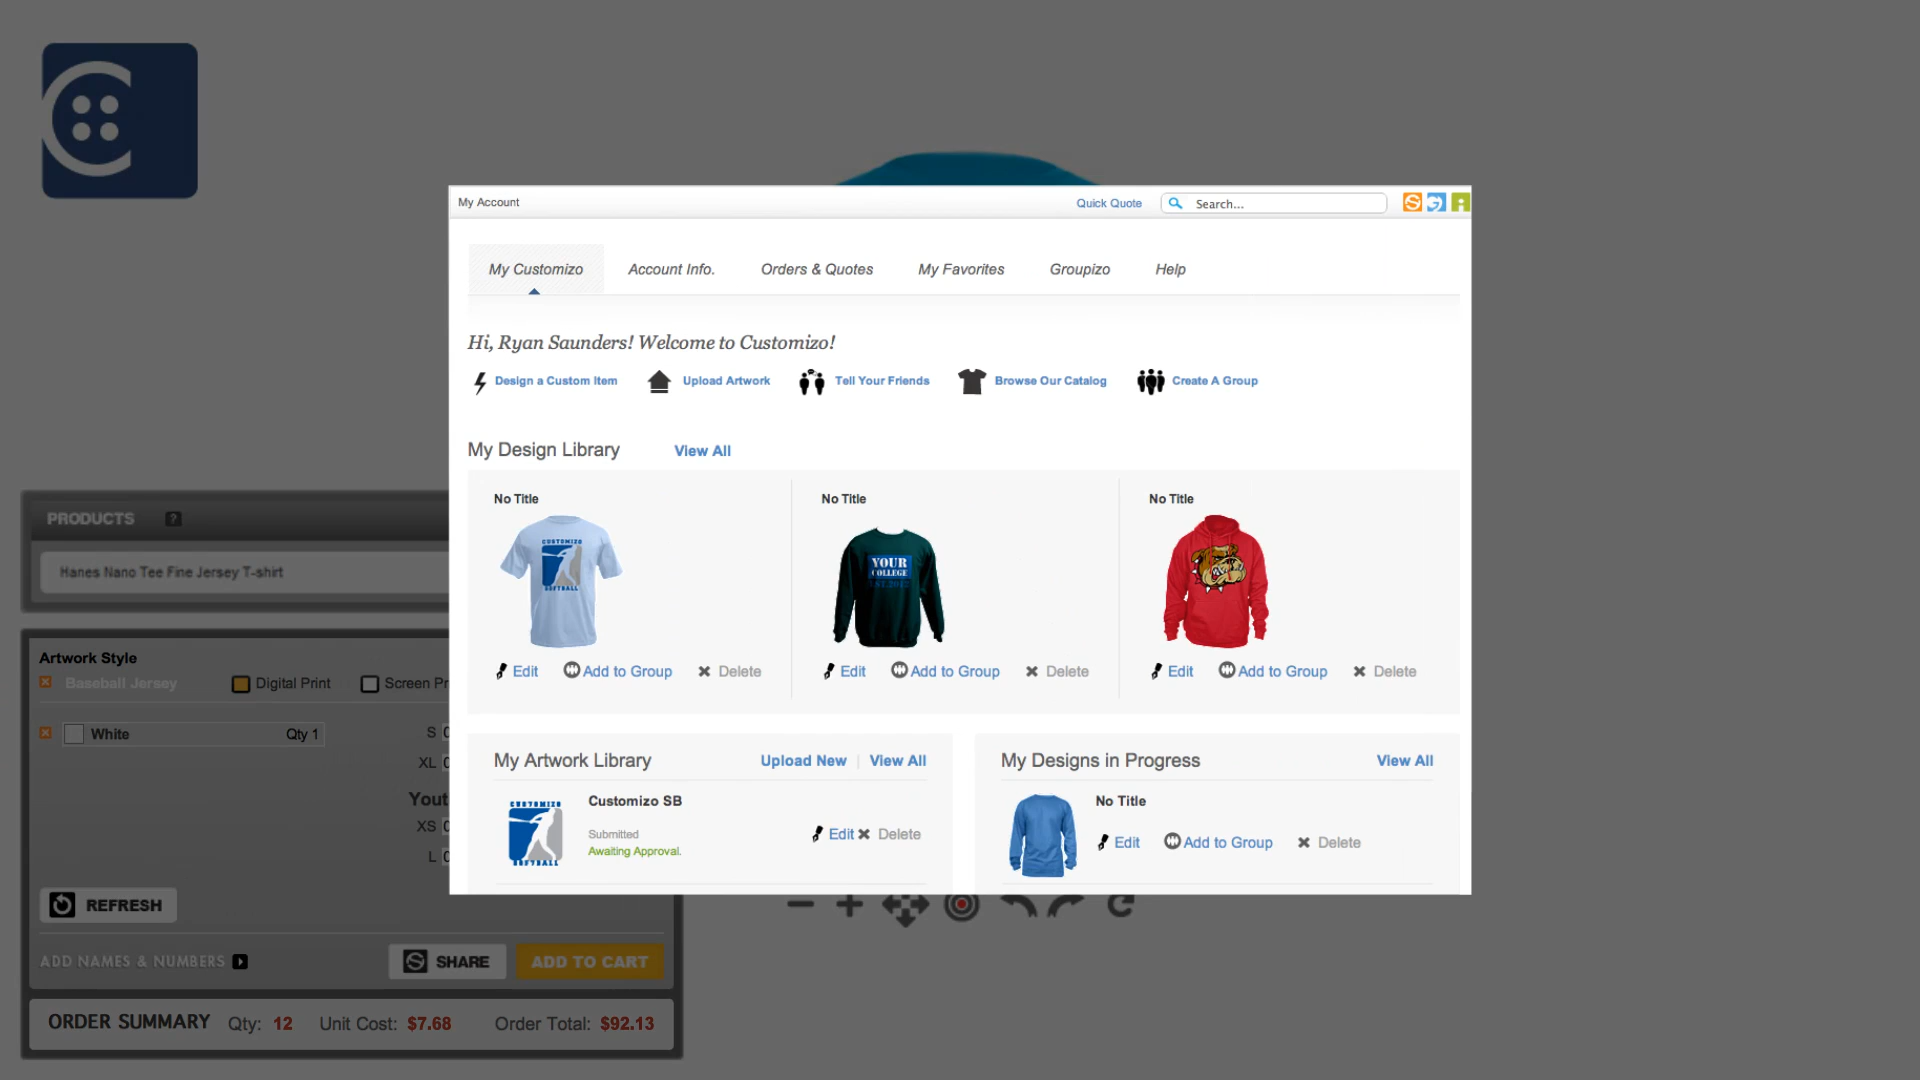 My Account
Quick Quote
Search...
My Customizo
Account Info.
Orders & Quotes
My Favorites
Groupizo
Help
Hi, Ryan Saunders! Welcome to Customizo!
Design a Custom Item
Upload Artwork
Tell Your Friends
Browse Our Catalog
Create A Group
My Design Library
View All
No Title
CUSTOMIZO
SOFTBALL
Edit
Add to Group
Delete
No Title
YOUR
COLLEGE
Edit
Add to Group
Delete
No Title
Edit
Add to Group
Delete
My Artwork Library
Upload New
View All
CUSTOMIZO
SOFTBALL
Customizo SB
Submitted
Awaiting Approval.
Edit
Delete
My Designs in Progress
View All
No Title
Edit
Add to Group
Delete
PRODUCTS ?
Hanes Nano Tee Fine Jersey T-shirt
Artwork Style
Baseball Jersey
Digital Print
Screen Pr
White
Qty 1
S
XL
Yout
XS
L
REFRESH
ADD NAMES & NUMBERS
SHARE
ADD TO CART
ORDER SUMMARY Qty: 12 Unit Cost: $7.68 Order Total: $92.13